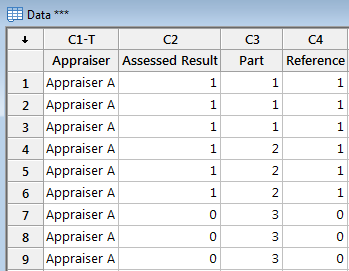 Data ***
C1-T C2 C3 C4
Appraiser Assessed Result Part Reference
1 Appraiser A 1 1 1
2 Appraiser A 1 1 1
3 Appraiser A 1 1 1
4 Appraiser A 1 2 1
5 Appraiser A 1 2 1
6 Appraiser A 1 2 1
7 Appraiser A 0 3 0
8 Appraiser A 0 3 0
9 Appraiser A 0 3 0